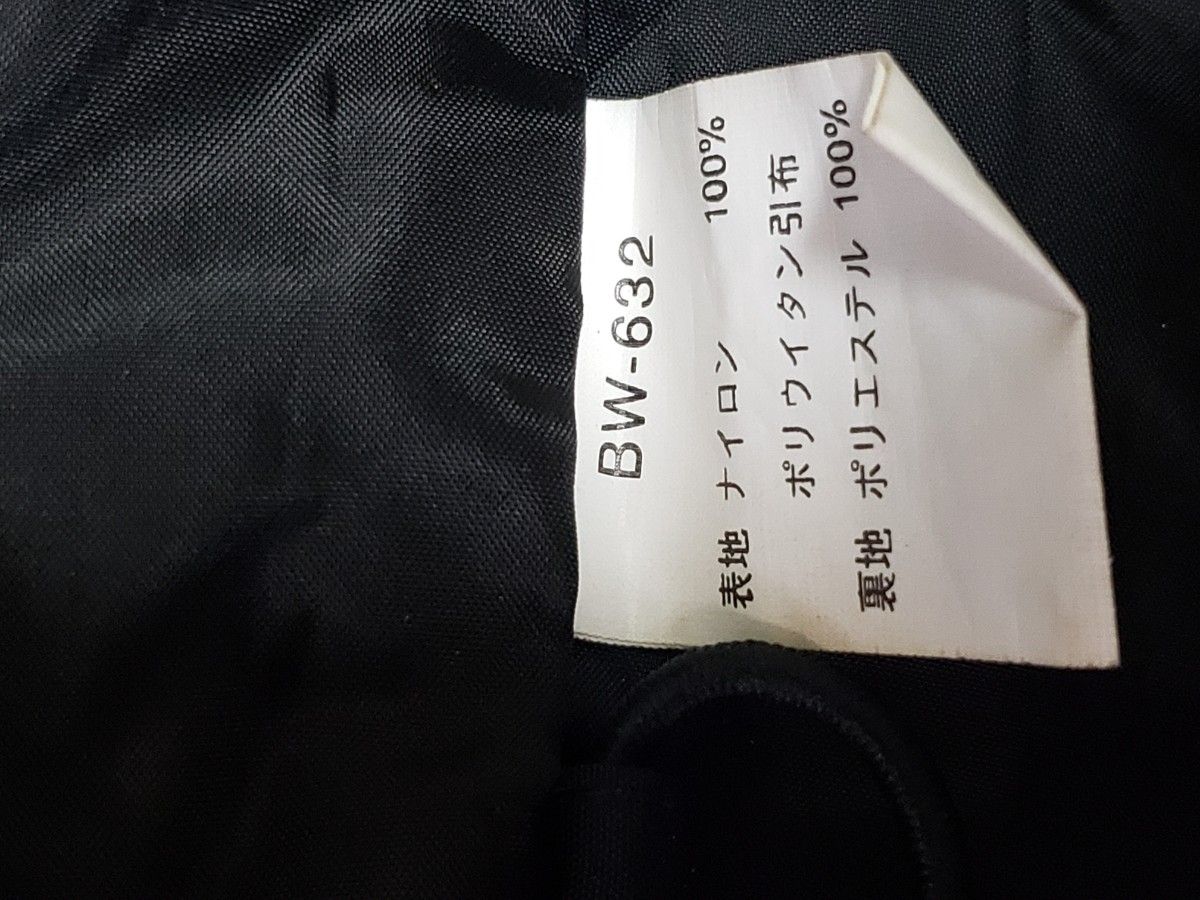 BW-632
表地 ナイロン 100%
ポリウイタン引布
裏地 ポリエステル 100%